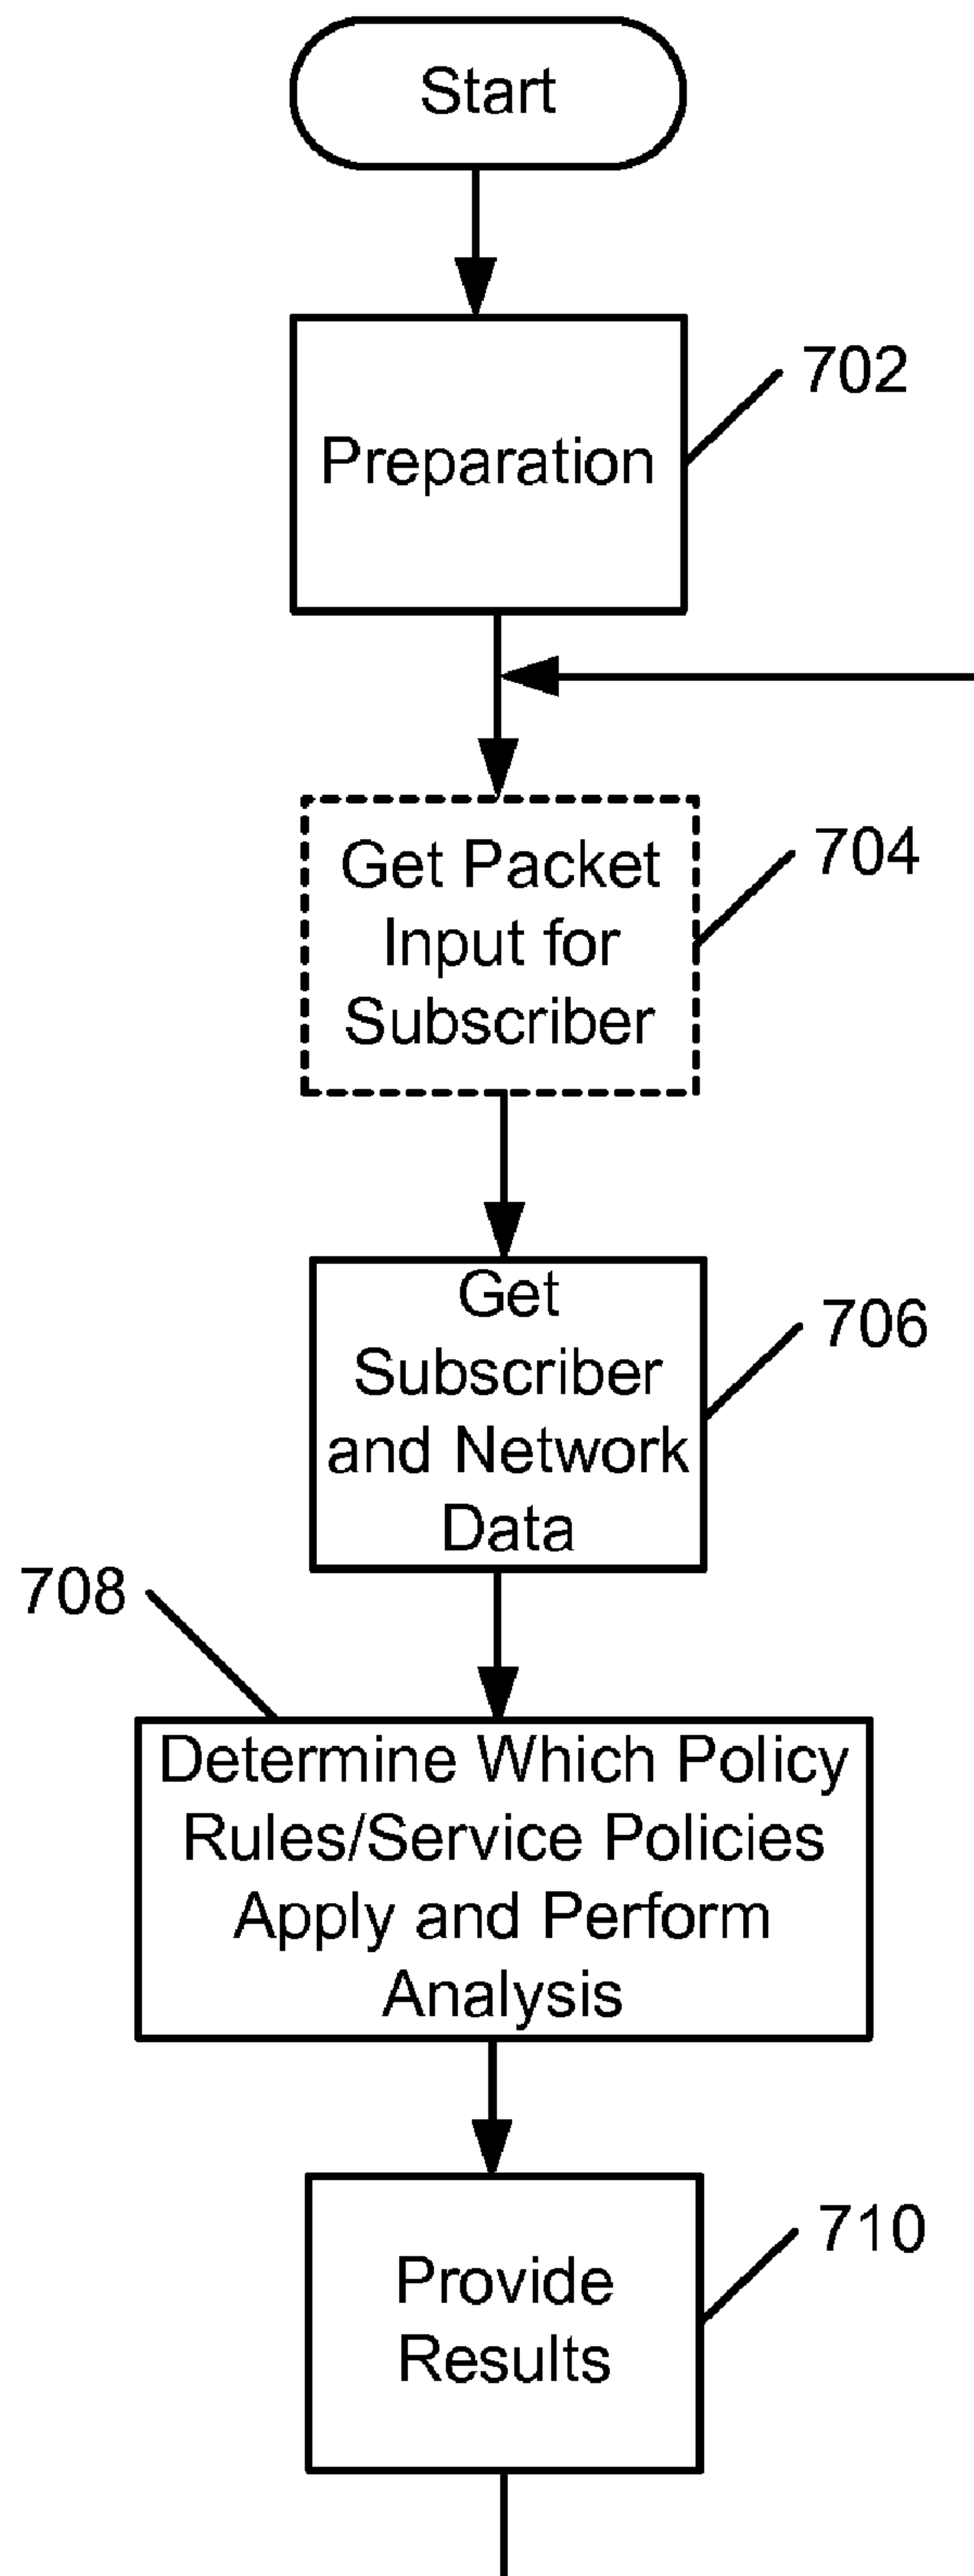 Start
702
Preparation
704
Get Packet
Input for
Subscriber
706
Get
Subscriber
and Network
Data
708
Determine Which Policy
Rules/Service Policies
Apply and Perform
Analysis
710
Provide
Results